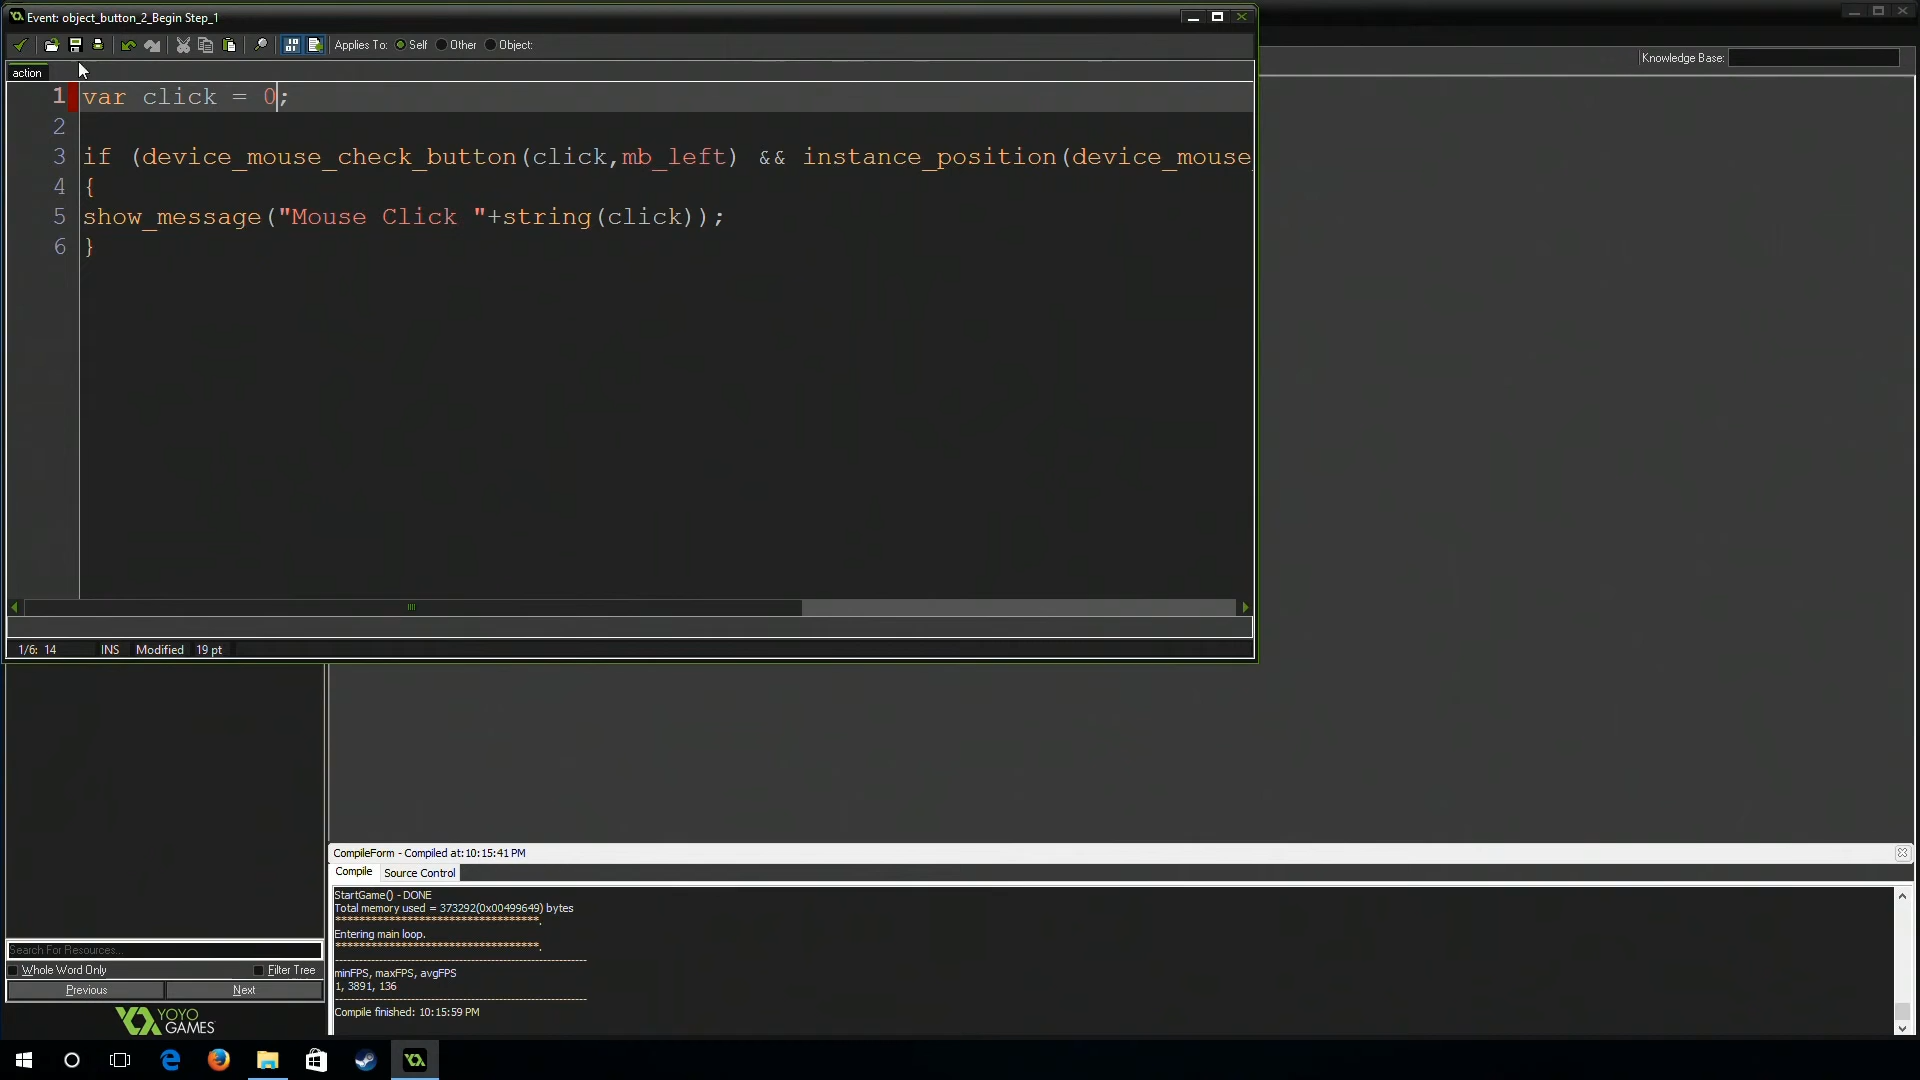 Event: object_button_2_Begin Step_1
Applies To: Self Other Object:
Knowledge Base:
action
1 var click = 0;
2
3 if (device_mouse_check_button(click,mb_left) && instance_position(device_mouse_
4 {
5 show_message("Mouse Click "+string(click));
6 }
1/6: 14 INS Modified 19 pt
CompileForm - Compiled at:10:15:41 PM
Compile Source Control
StartGame() - DONE
Total memory used = 373292(0x00499649) bytes
***********************************.
Entering main loop.
***********************************.
---------------------------------------------------------------
minFPS, maxFPS, avgFPS
1, 3891, 136
---------------------------------------------------------------
Compile finished: 10:15:59 PM
Search For Resources...
Whole Word Only Filter Tree
Previous Next
YOYO
GAMES